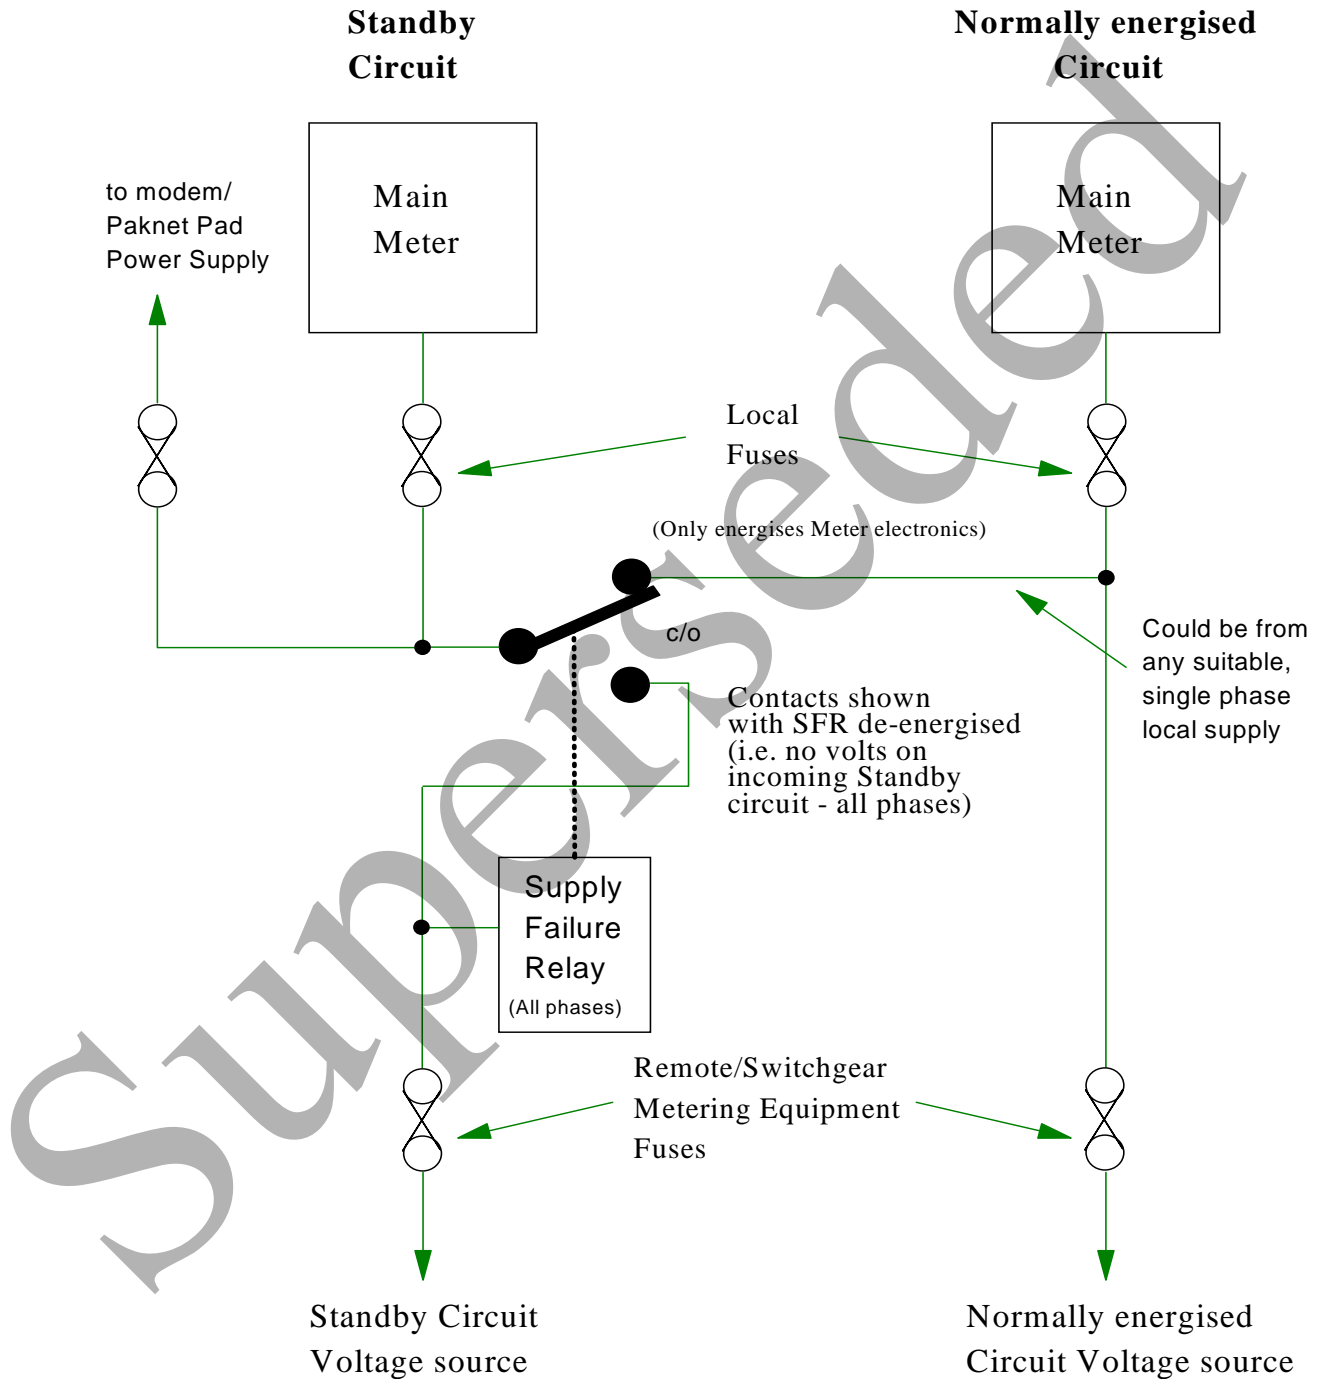 Standby
Circuit
Normally energised
Circuit
to modem/
Paknet Pad
Power Supply
Main
Meter
Main
Meter
Local
Fuses
(Only energises Meter electronics)
c/o
Could be from
any suitable,
single phase
local supply
Contacts shown
with SFR de-energised
(i.e. no volts on
incoming Standby
circuit - all phases)
Supply
Failure
Relay
(All phases)
Remote/Switchgear
Metering Equipment
Fuses
Standby Circuit
Voltage source
Normally energised
Circuit Voltage source
Superseded